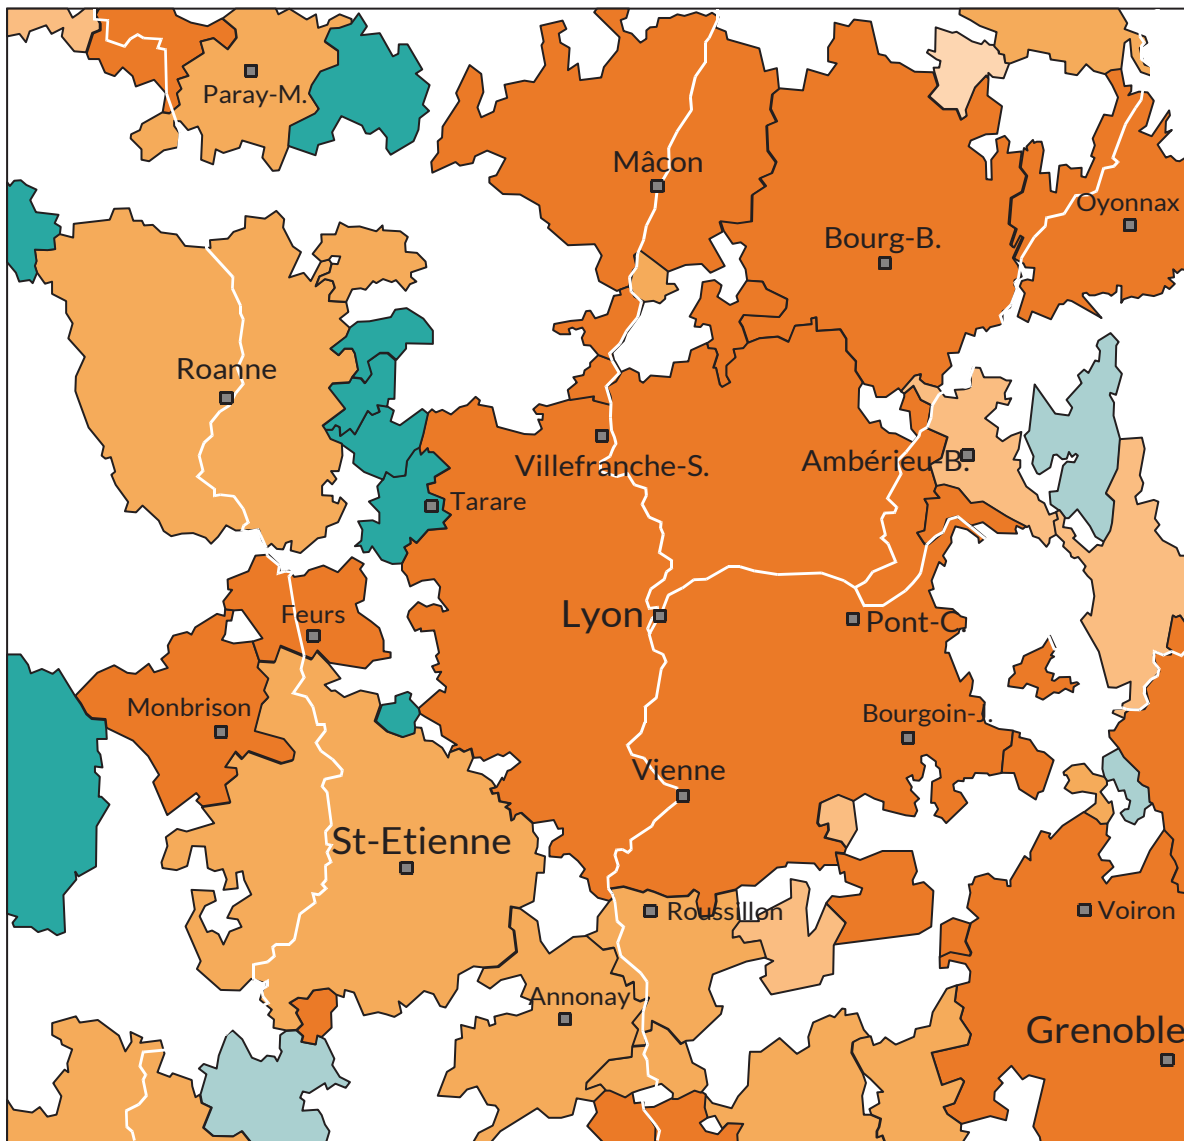 Paray-M.
Mâcon
Oyonnax
Bourg-B.
Roanne
Villefranche-S.
Ambérieu-B.
Tarare
Feurs
Lyon
Pont-C.
Monbrison
Bourgoin-J.
Vienne
St-Etienne
Roussillon
Voiron
Annonay
Grenoble